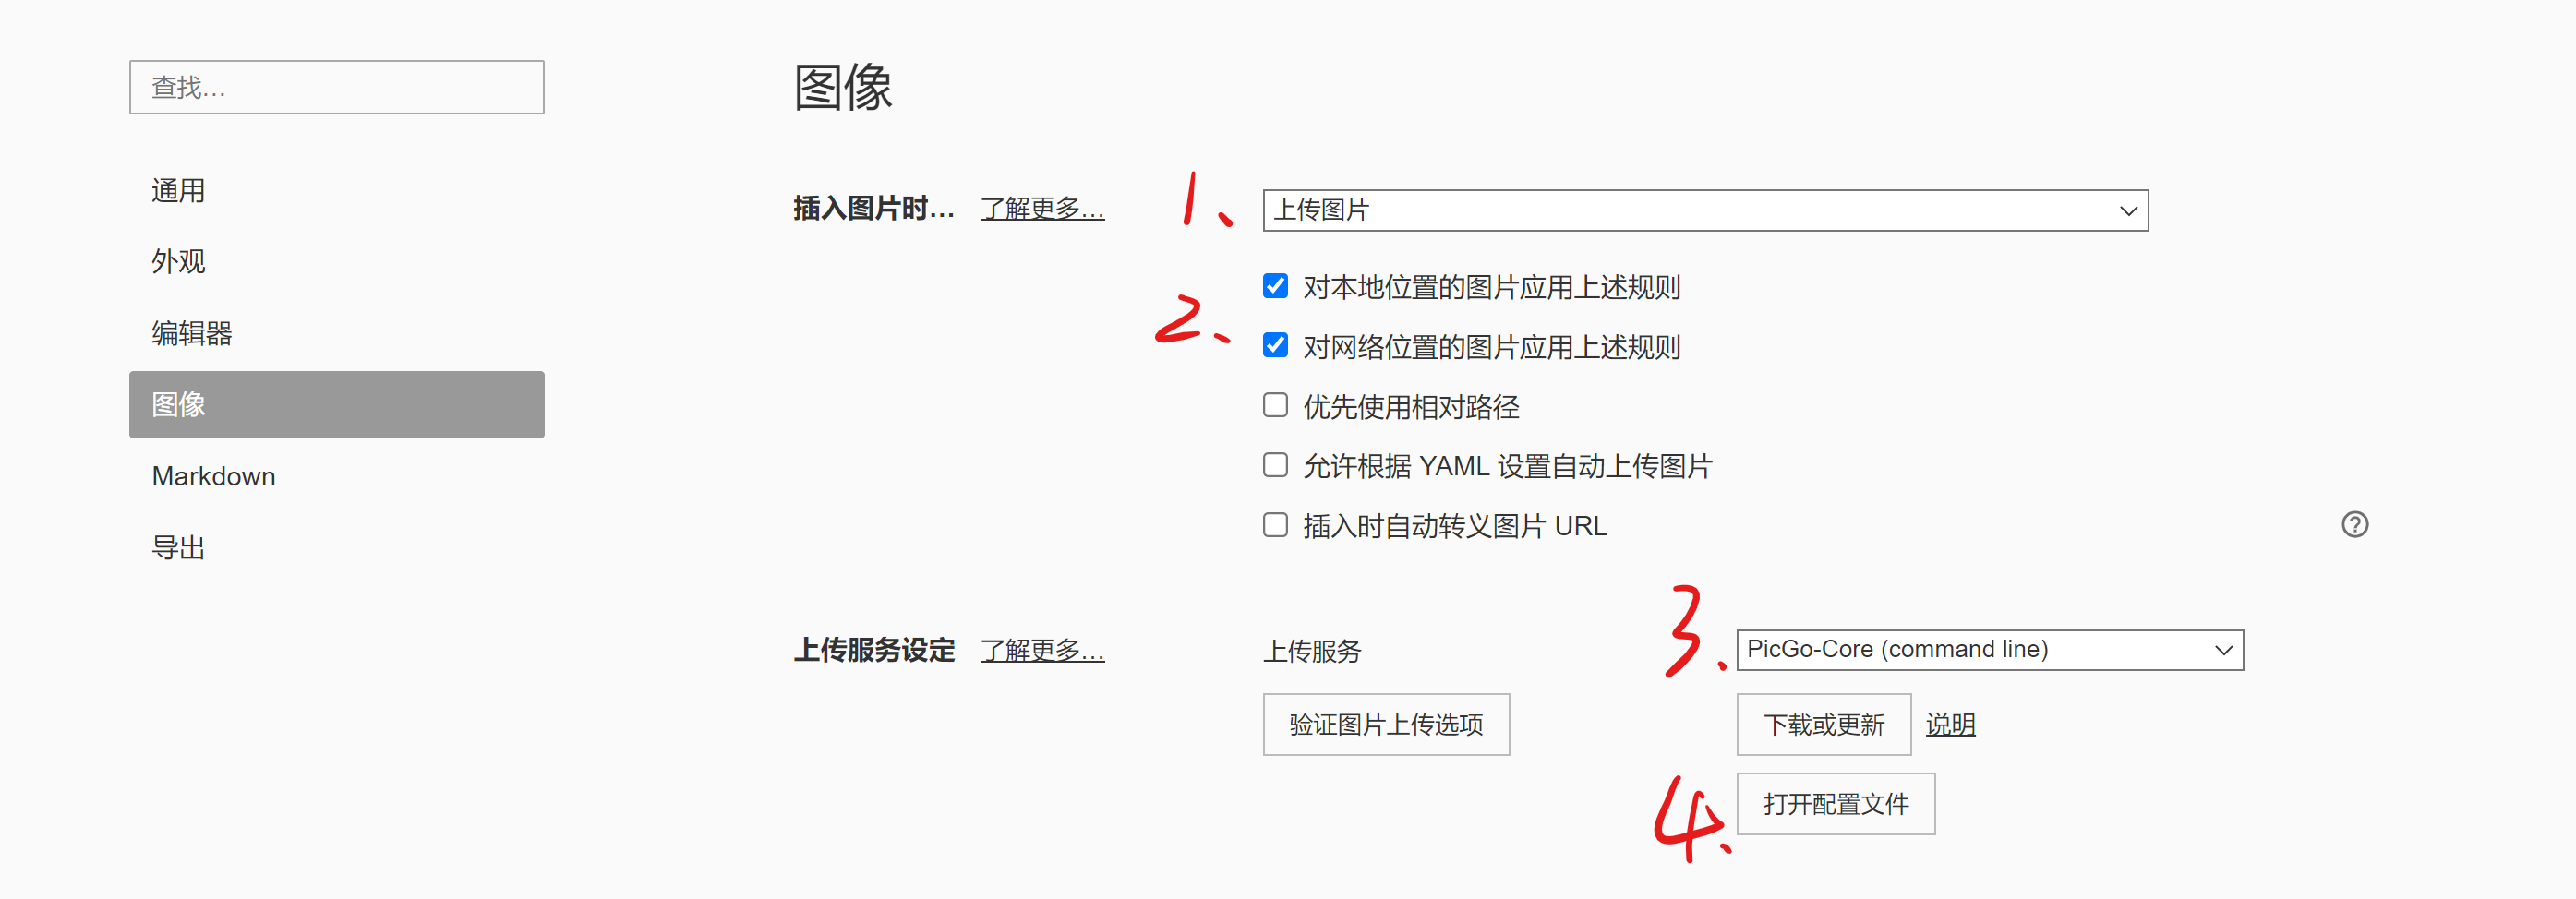 查找...
图像
通用
外观
编辑器
图像
Markdown
导出
插入图片时... 了解更多... 1、 上传图片
2、
对本地位置的图片应用上述规则
对网络位置的图片应用上述规则
优先使用相对路径
允许根据 YAML 设置自动上传图片
插入时自动转义图片 URL
?
上传服务设定 了解更多... 上传服务 3、 PicGo-Core (command line)
验证图片上传选项 下载或更新 说明
4、 打开配置文件